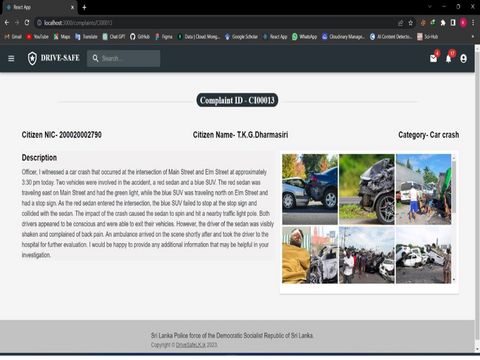 React App
localhost:3000/complaints/CI00013
Gmail YouTube Maps Translate Chat GPT GitHub Figma Data | Cloud: Mong... Google Scholar React App WhatsApp Cloudinary Manage... AI Content Detecto... Sci-Hub
DRIVE-SAFE Search... 4 17
Complaint ID - CI00013
Citizen NIC- 200020002790 Citizen Name- T.K.G.Dharmasiri Category- Car crash
Description
Officer, I witnessed a car crash that occurred at the intersection of Main Street and Elm Street at approximately
3:30 pm today. Two vehicles were involved in the accident, a red sedan and a blue SUV. The red sedan was
traveling east on Main Street and had the green light, while the blue SUV was traveling north on Elm Street and
had a stop sign. As the red sedan entered the intersection, the blue SUV failed to stop at the stop sign and
collided with the sedan. The impact of the crash caused the sedan to spin and hit a nearby traffic light pole. Both
drivers appeared to be conscious and were able to exit their vehicles. However, the driver of the sedan was visibly
shaken and complained of back pain. An ambulance arrived on the scene shortly after and took the driver to the
hospital for further evaluation. I would be happy to provide any additional information that may be helpful in your
investigation.
Sri Lanka Police force of the Democratic Socialist Republic of Sri Lanka.
Copyright © DriveSafeLK.lk 2023.